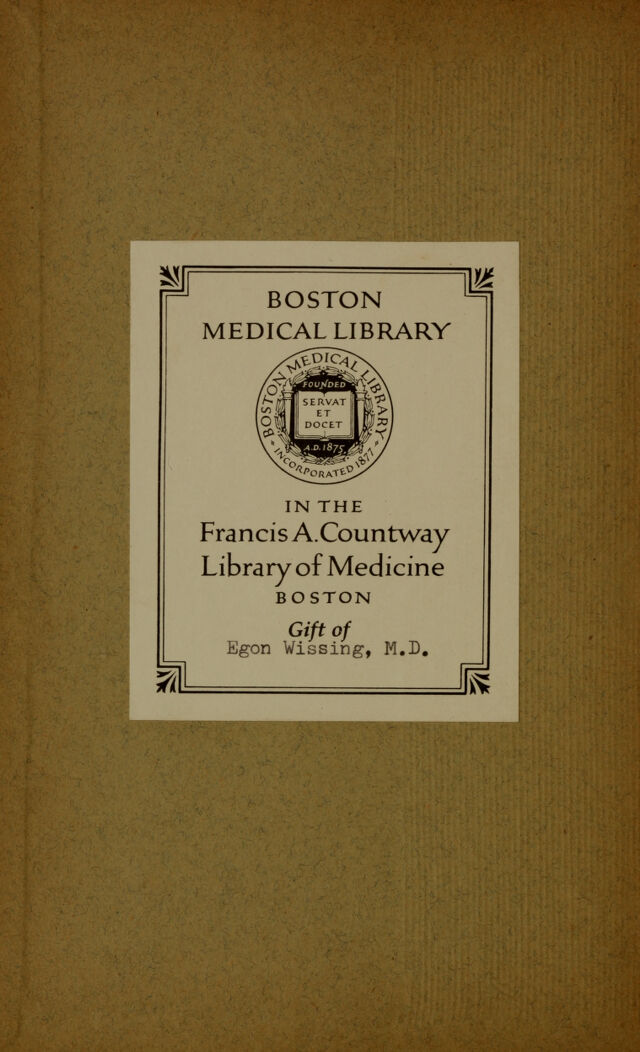 BOSTON
MEDICAL LIBRARY
BOSTON MEDICAL LIBRARY
FOUNDED
SERVAT
ET
DOCET
A.D. 1875
INCORPORATED 1877
IN THE
Francis A. Countway
Library of Medicine
BOSTON
Gift of
Egon Wissing, M.D.